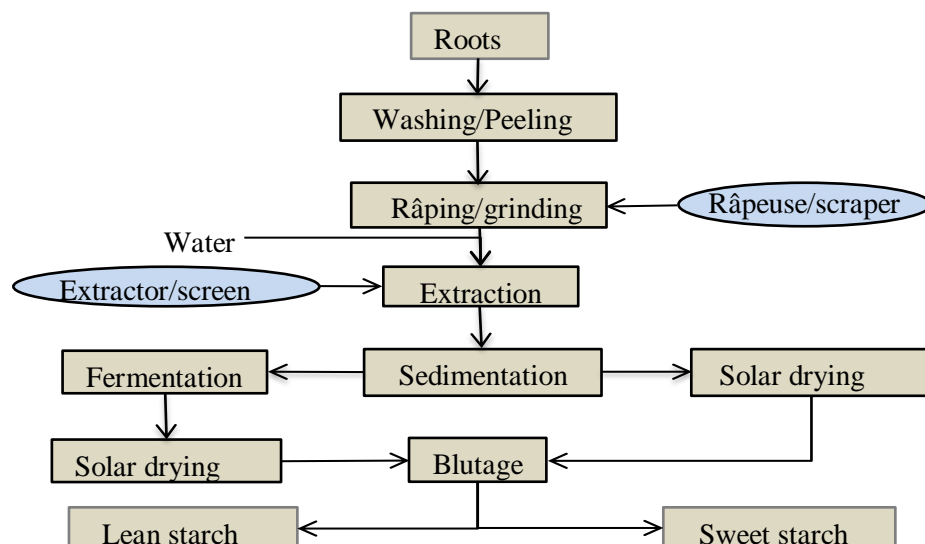 Roots
Washing/Peeling
Râping/grinding
Râpeuse/scraper
Water
Extractor/screen
Extraction
Fermentation
Sedimentation
Solar drying
Solar drying
Blutage
Lean starch
Sweet starch